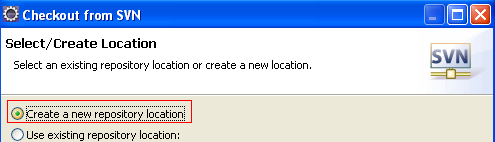 Checkout from SVN
Select/Create Location
Select an existing repository location or create a new location.
SVN
Create a new repository location
Use existing repository location: